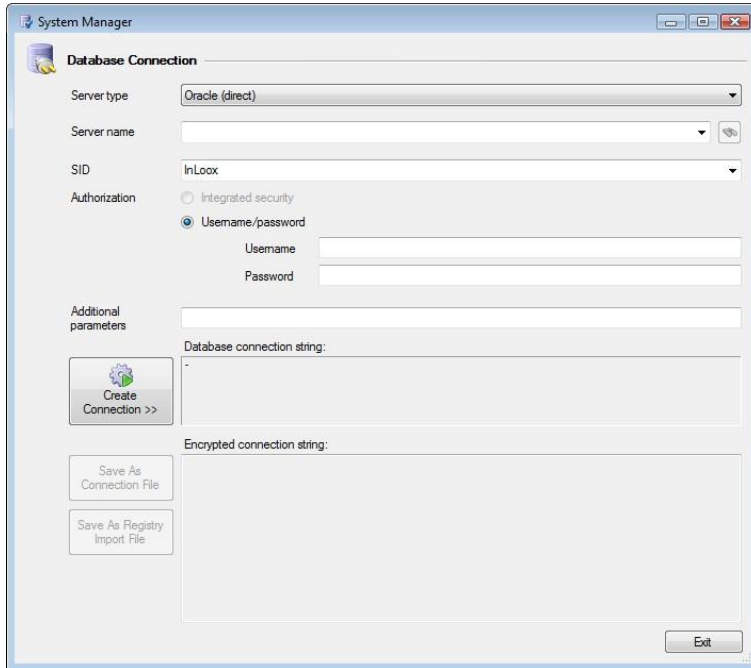 System Manager
Database Connection
Server type
Oracle (direct)
Server name
SID
InLoox
Authorization
Integrated security
Username/password
Username
Password
Additional
parameters
Database connection string:
-
Create
Connection >>
Encrypted connection string:
Save As
Connection File
Save As Registry
Import File
Exit